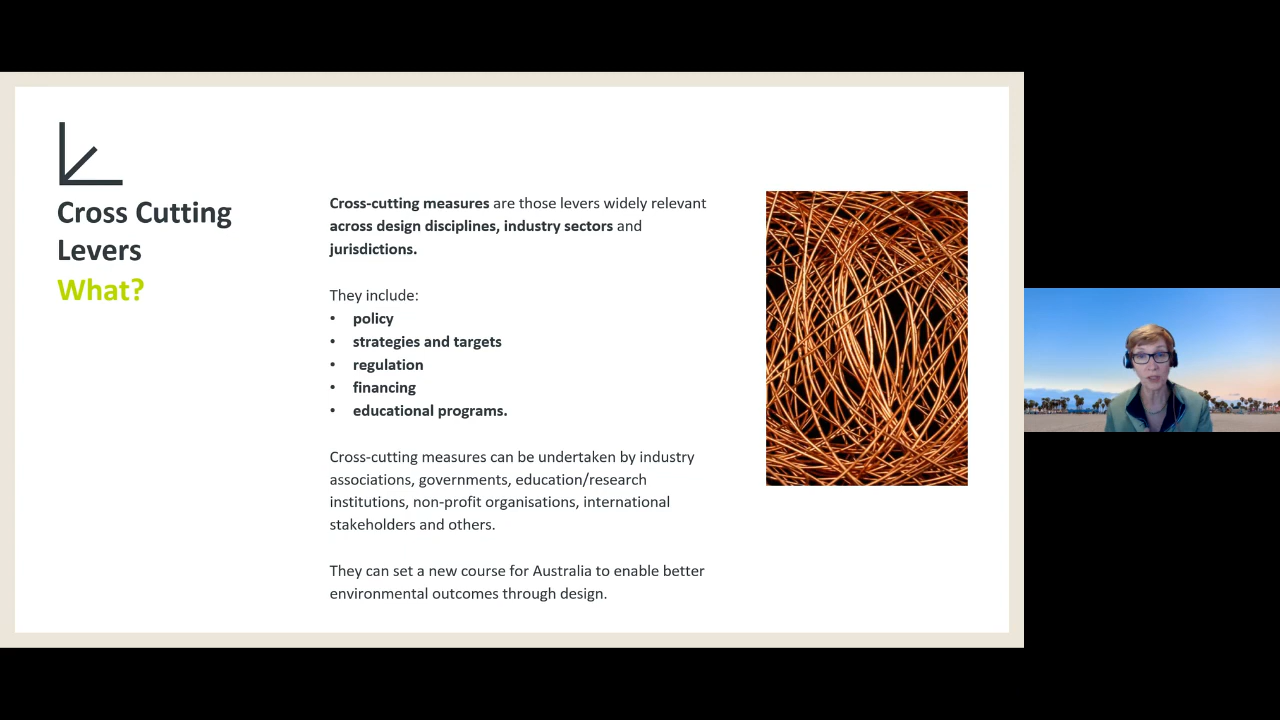 Cross Cutting
Levers
What?
Cross-cutting measures are those levers widely relevant
across design disciplines, industry sectors and
jurisdictions.
They include:
• policy
• strategies and targets
• regulation
• financing
• educational programs.
Cross-cutting measures can be undertaken by industry
associations, governments, education/research
institutions, non-profit organisations, international
stakeholders and others.
They can set a new course for Australia to enable better
environmental outcomes through design.